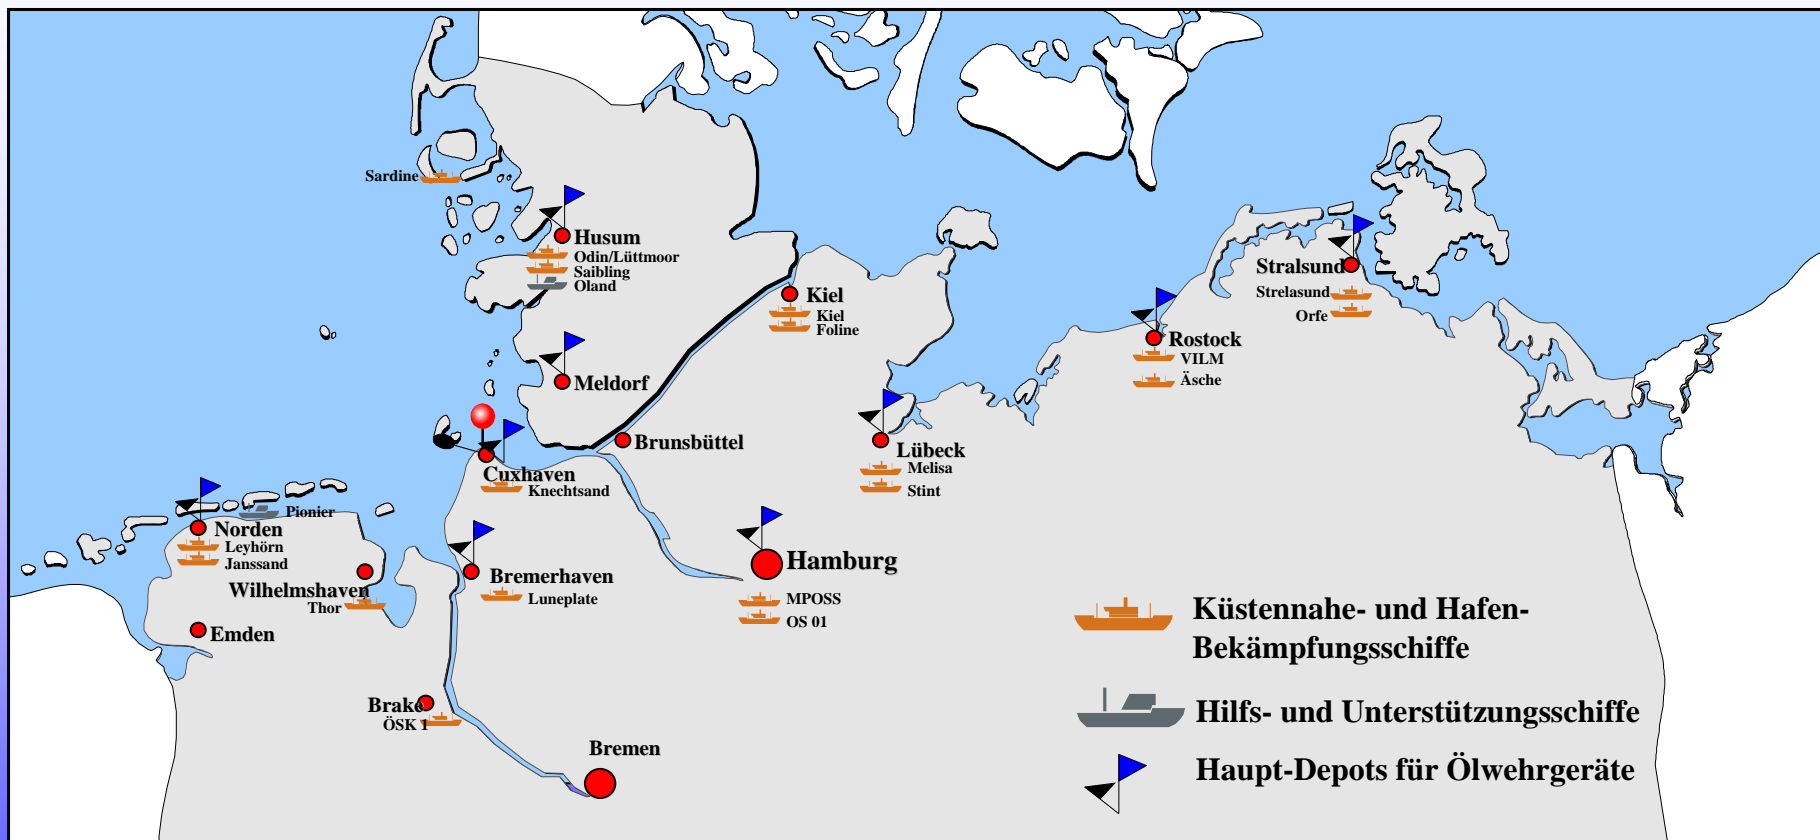 Sardine
Husum
Odin/Lüttmoor
Saibling
Oland
Kiel
Kiel
Foline
Stralsund
Strelasund
Orfe
Rostock
VILM
Äsche
Meldorf
Brunsbüttel
Lübeck
Melisa
Stint
Cuxhaven
Knechtsand
Pionier
Norden
Leyhörn
Janssand
Wilhelmshaven
Thor
Bremerhaven
Luneplate
Hamburg
MPOSS
OS 01
Emden
Brake
ÖSK 1
Bremen
Küstennahe- und Hafen-
Bekämpfungsschiffe
Hilfs- und Unterstützungsschiffe
Haupt-Depots für Ölwehrgeräte